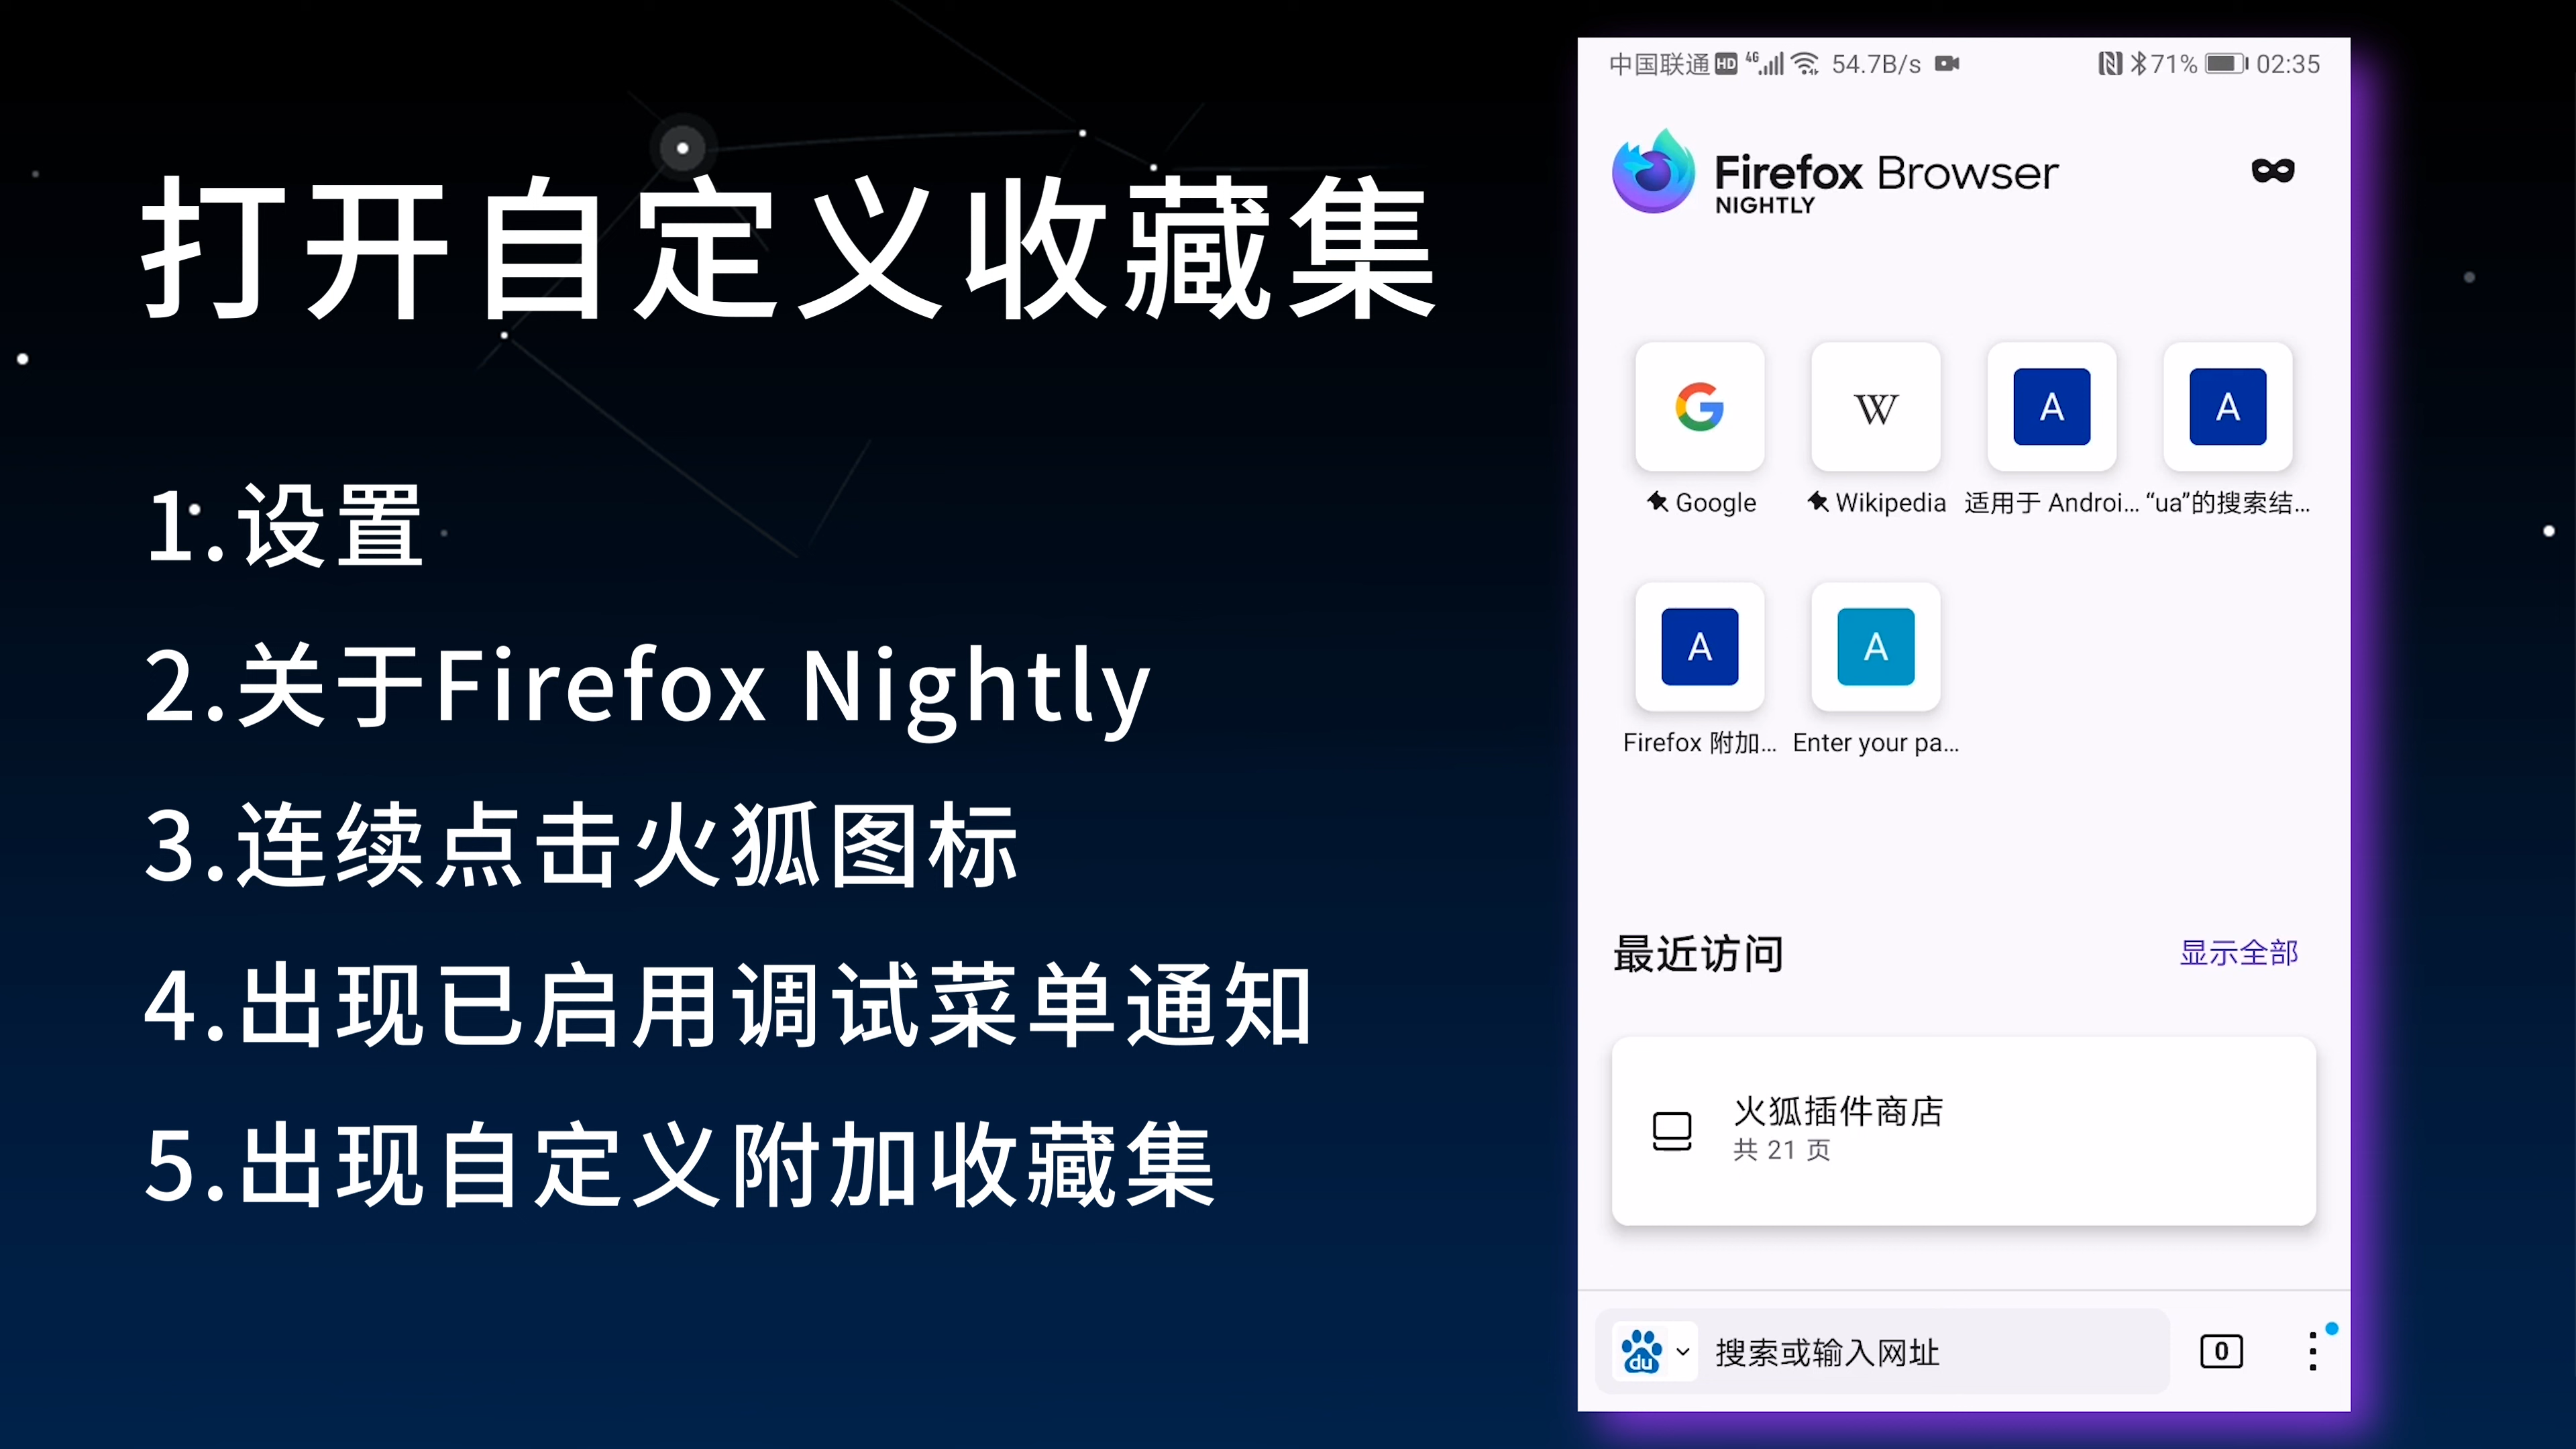 打开自定义收藏集
1.设置
2.关于Firefox Nightly
3.连续点击火狐图标
4.出现已启用调试菜单通知
5.出现自定义附加收藏集
中国联通 HD 4G 54.7B/s 71% 02:35
Firefox Browser
NIGHTLY
G W A A
Google Wikipedia 适用于 Androi... “ua”的搜索结...
A A
Firefox 附加... Enter your pa...
最近访问 显示全部
火狐插件商店
共 21 页
du 搜索或输入网址 0